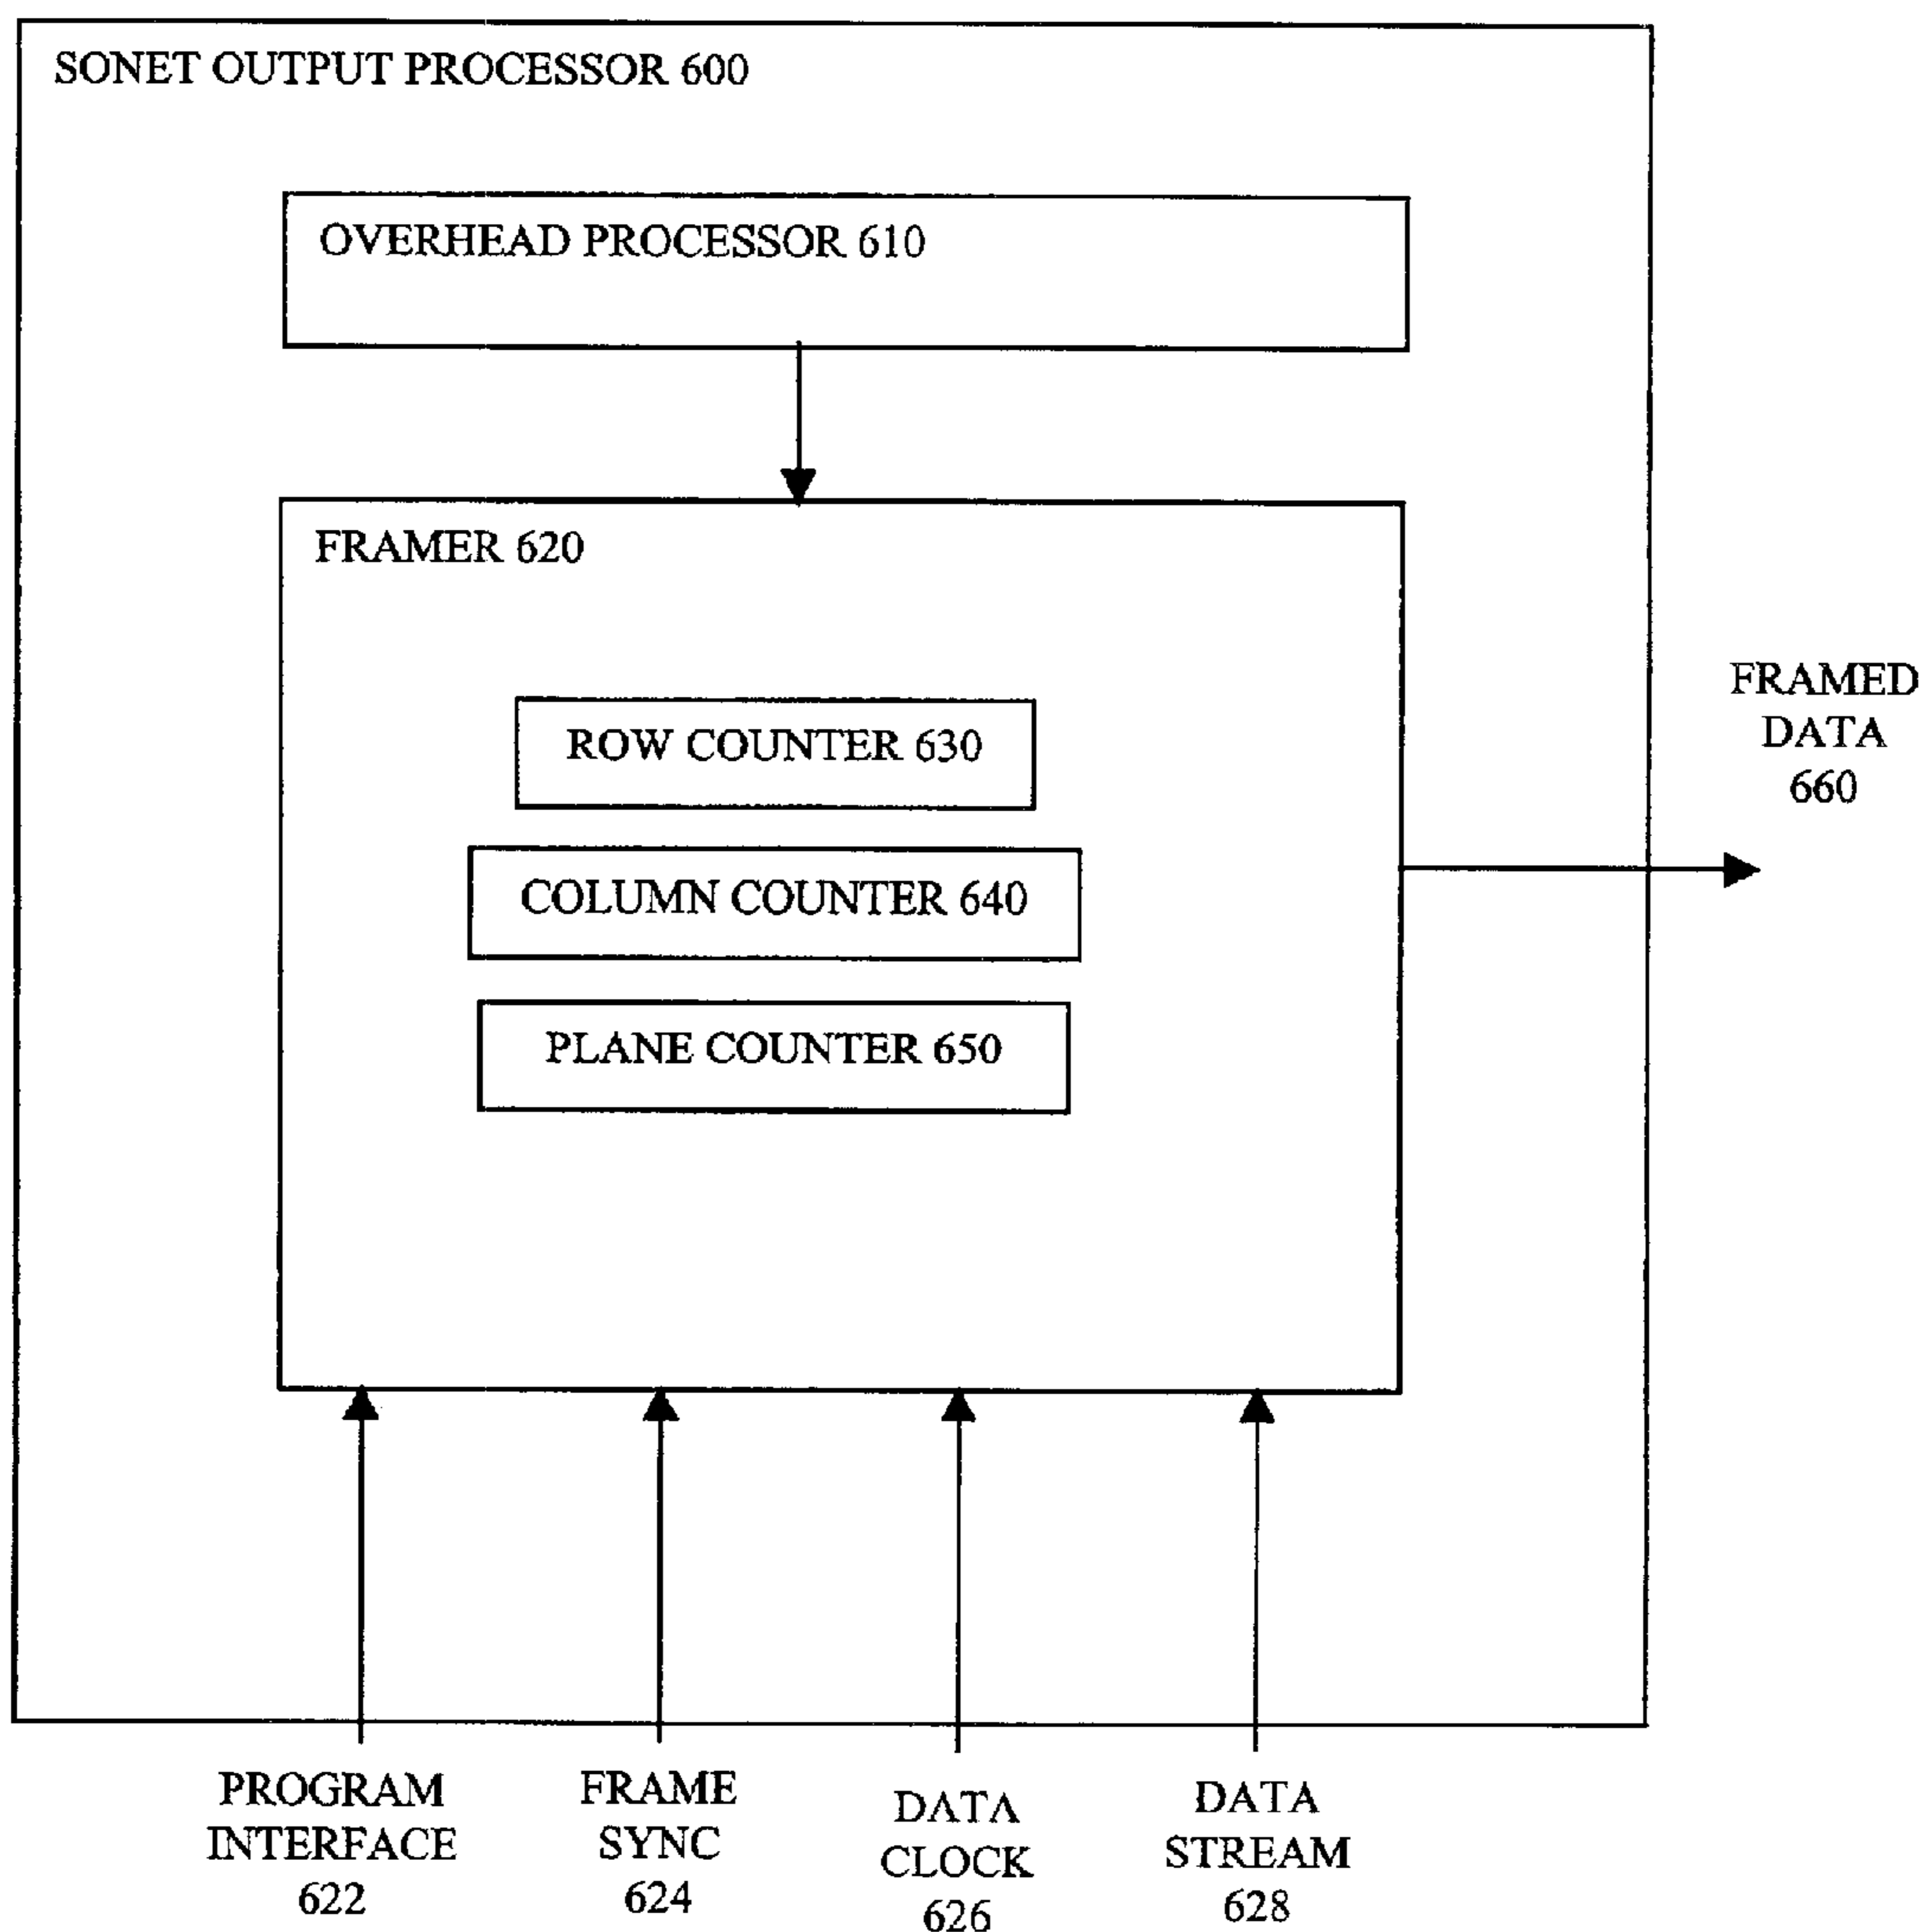 SONET OUTPUT PROCESSOR 600
OVERHEAD PROCESSOR 610
FRAMER 620
ROW COUNTER 630
COLUMN COUNTER 640
PLANE COUNTER 650
FRAMED
DATA
660
PROGRAM
INTERFACE
622
FRAME
SYNC
624
DATA
CLOCK
626
DATA
STREAM
628